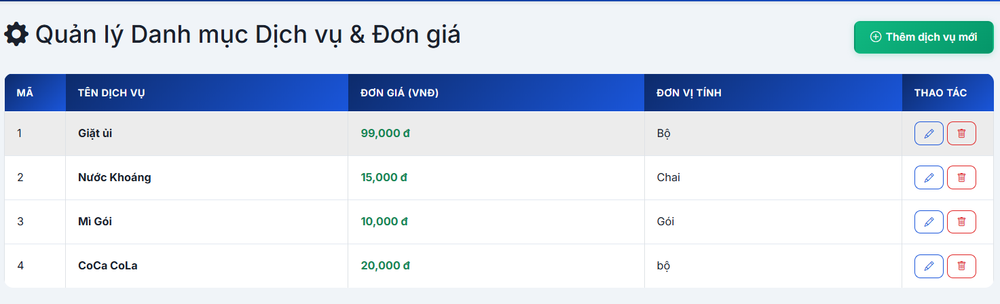 Quản lý Danh mục Dịch vụ & Đơn giá
Thêm dịch vụ mới
MÃ TÊN DỊCH VỤ ĐƠN GIÁ (VNĐ) ĐƠN VỊ TÍNH THAO TÁC
1 Giặt ủi 99,000 đ Bộ
2 Nước Khoáng 15,000 đ Chai
3 Mì Gói 10,000 đ Gói
4 CoCa CoLa 20,000 đ bộ